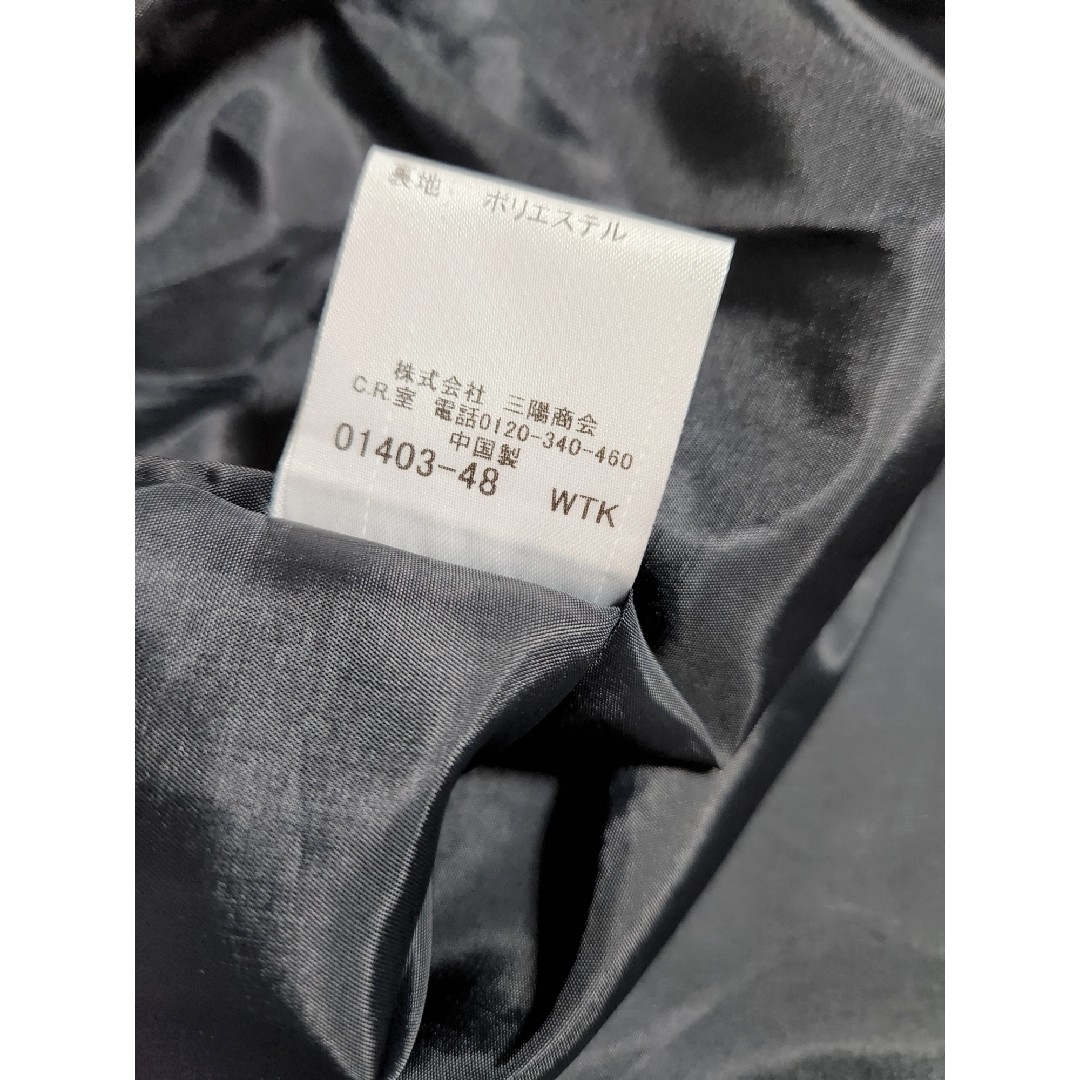 裏地: ポリエステル
株式会社 三陽商会
C.R.室 電話0120-340-460
中国製
01403-48 WTK